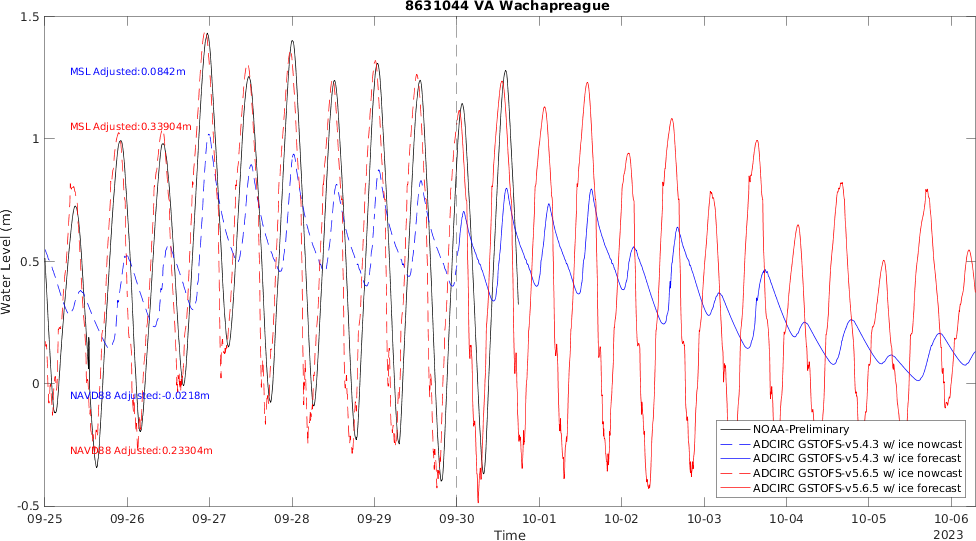 8631044 VA Wachapreague
1.5
MSL Adjusted:0.0842m
MSL Adjusted:0.33904m
1
Water Level (m)
0.5
0
NAVD88 Adjusted:-0.0218m
NAVD88 Adjusted:0.23304m
NOAA-Preliminary
ADCIRC GSTOFS-v5.4.3 w/ ice nowcast
ADCIRC GSTOFS-v5.4.3 w/ ice forecast
ADCIRC GSTOFS-v5.6.5 w/ ice nowcast
ADCIRC GSTOFS-v5.6.5 w/ ice forecast
-0.5
09-25 09-26 09-27 09-28 09-29 09-30 10-01 10-02 10-03 10-04 10-05 10-06
Time 2023